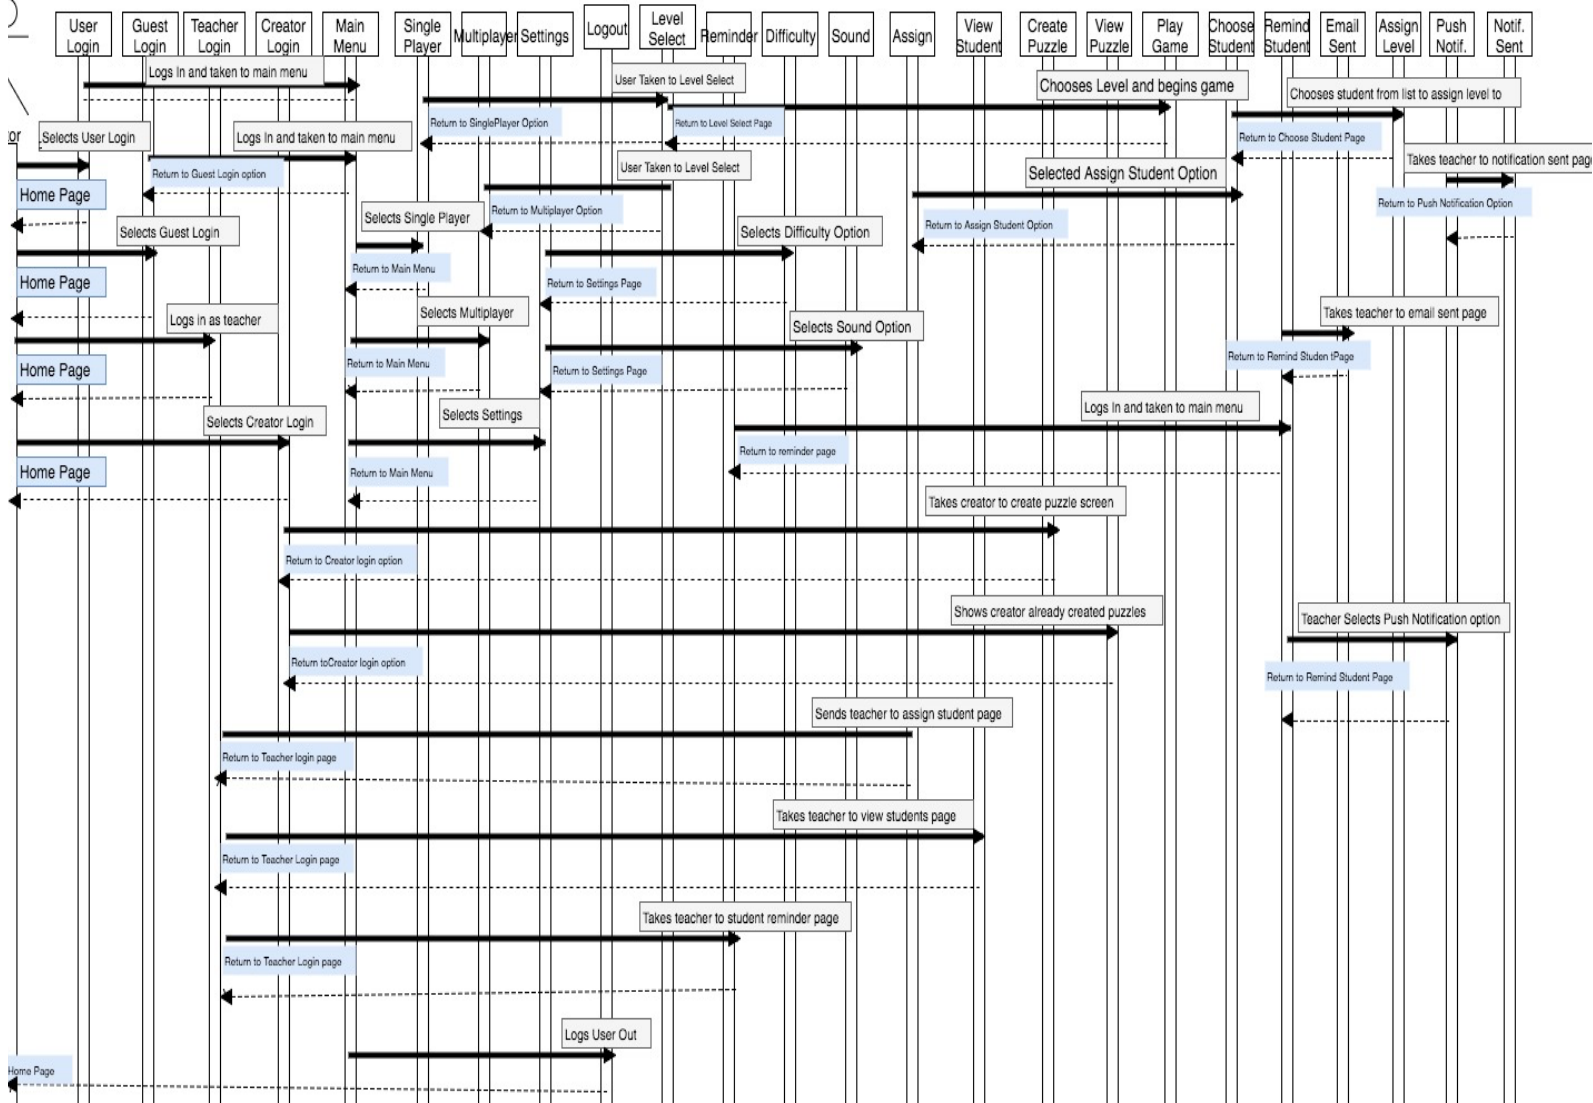 User
Login
Guest
Login
Teacher
Login
Creator
Login
Main
Menu
Single
Player
Multiplayer
Settings
Logout
Level
Select
Reminder
Difficulty
Sound
Assign
View
Student
Create
Puzzle
View
Puzzle
Play
Game
Choose
Student
Remind
Student
Email
Sent
Assign
Level
Push
Notif.
Notif.
Sent
Logs In and taken to main menu
User Taken to Level Select
Chooses Level and begins game
Chooses student from list to assign level to
Return to SinglePlayer Option
Return to Level Select Page
or
Selects User Login
Logs In and taken to main menu
Return to Choose Student Page
Takes teacher to notification sent page
User Taken to Level Select
Return to Guest Login option
Selected Assign Student Option
Home Page
Return to Push Notification Option
Return to Multiplayer Option
Selects Single Player
Return to Assign Student Option
Selects Guest Login
Selects Difficulty Option
Return to Main Menu
Home Page
Return to Settings Page
Selects Multiplayer
Takes teacher to email sent page
Logs in as teacher
Selects Sound Option
Return to Remind Studen tPage
Return to Main Menu
Home Page
Return to Settings Page
Logs In and taken to main menu
Selects Settings
Selects Creator Login
Return to reminder page
Home Page
Return to Main Menu
Takes creator to create puzzle screen
Return to Creator login option
Shows creator already created puzzles
Teacher Selects Push Notification option
Return toCreator login option
Return to Remind Student Page
Sends teacher to assign student page
Return to Teacher login page
Takes teacher to view students page
Return to Teacher Login page
Takes teacher to student reminder page
Return to Teacher Login page
Logs User Out
Home Page